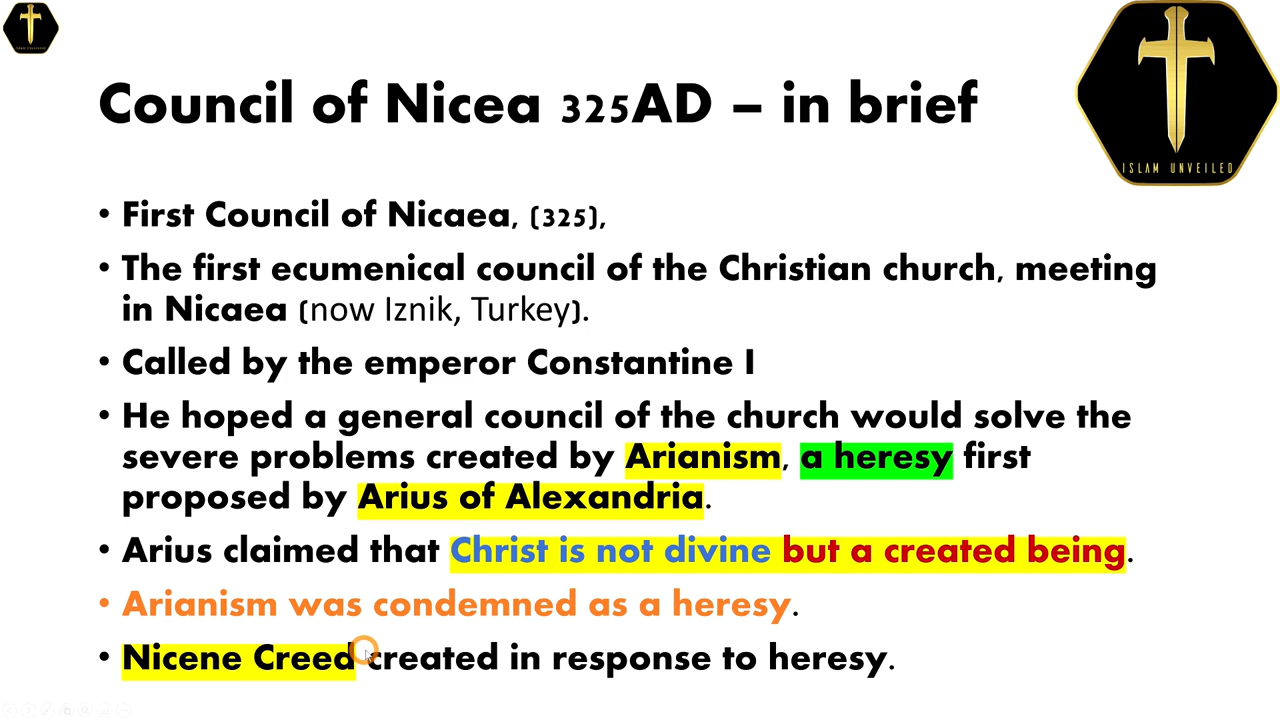 Council of Nicea 325AD – in brief
ISLAM UNVEILED
• First Council of Nicaea, (325),
• The first ecumenical council of the Christian church, meeting
in Nicaea (now Iznik, Turkey).
• Called by the emperor Constantine I
• He hoped a general council of the church would solve the
severe problems created by Arianism, a heresy first
proposed by Arius of Alexandria.
• Arius claimed that Christ is not divine but a created being.
• Arianism was condemned as a heresy.
• Nicene Creed created in response to heresy.